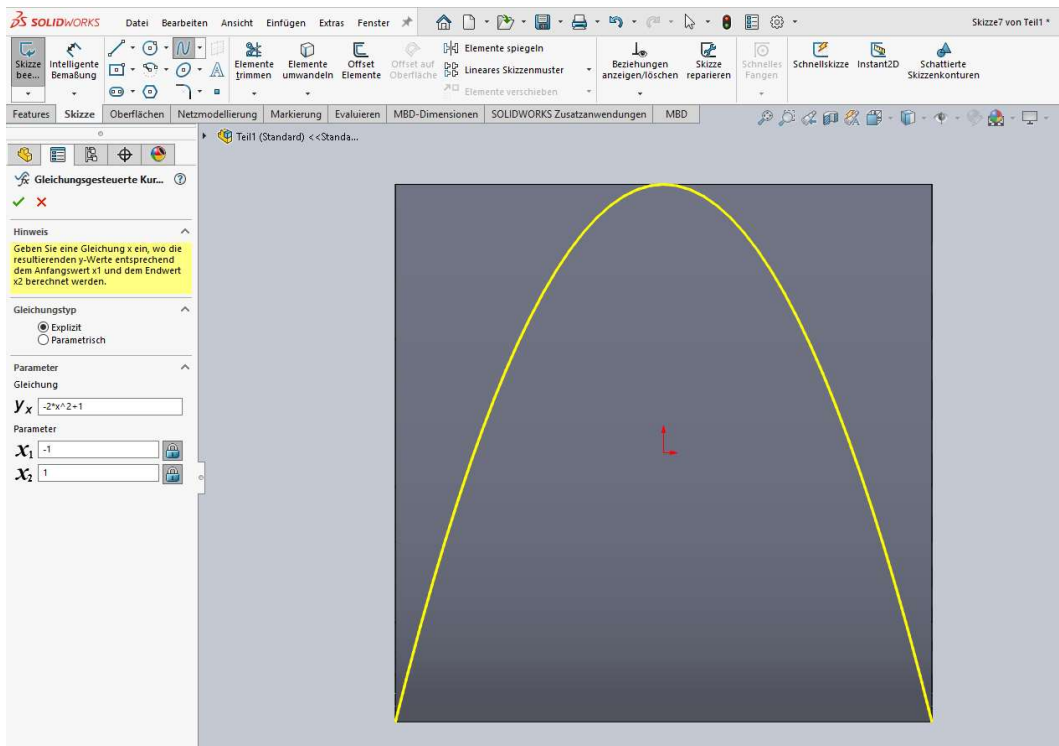 SOLIDWORKS Datei Bearbeiten Ansicht Einfügen Extras Fenster Skizze7 von Teil1 *
Skizze bee...
Intelligente Bemaßung
Elemente trimmen
Elemente umwandeln
Offset Elemente
Offset auf Oberfläche
Elemente spiegeln
Lineares Skizzenmuster
Elemente verschieben
Beziehungen anzeigen/löschen
Skizze reparieren
Schnelles Fangen
Schnellskizze
Instant2D
Schattierte Skizzenkonturen
Features Skizze Oberflächen Netzmodellierung Markierung Evaluieren MBD-Dimensionen SOLIDWORKS Zusatzanwendungen MBD
Teil1 (Standard) <<Standa...
Gleichungsgesteuerte Kur...
Hinweis
Geben Sie eine Gleichung x ein, wo die
resultierenden y-Werte entsprechend
dem Anfangswert x1 und dem Endwert
x2 berechnet werden.
Gleichungstyp
Explizit
Parametrisch
Parameter
Gleichung
yx -2*x^2+1
Parameter
x1 -1
x2 1